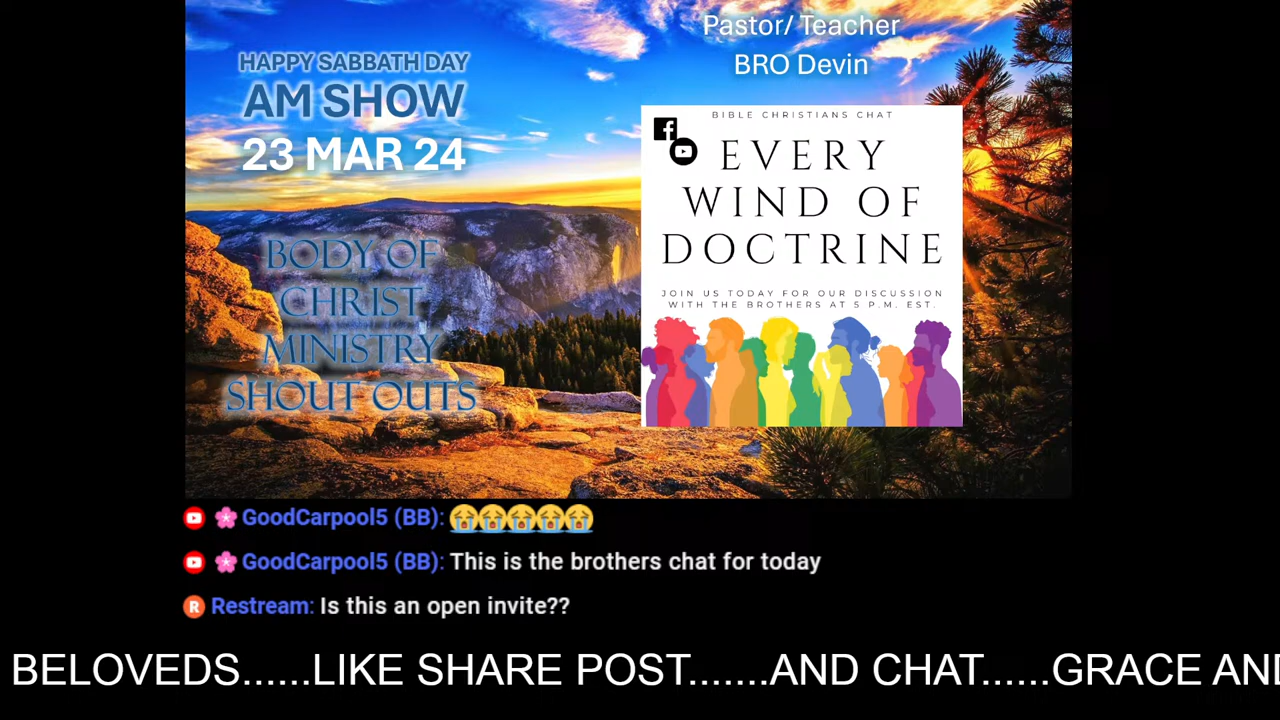 HAPPY SABBATH DAY
AM SHOW
23 MAR 24
BODY OF
CHRIST
MINISTRY
SHOUT OUTS
Pastor/ Teacher
BRO Devin
BIBLE CHRISTIANS CHAT
EVERY
WIND OF
DOCTRINE
JOIN US TODAY FOR OUR DISCUSSION
WITH THE BROTHERS AT 5 P.M. EST.
GoodCarpool5 (BB): 😭😭😭😭😭
GoodCarpool5 (BB): This is the brothers chat for today
R Restream: Is this an open invite??
BELOVEDS......LIKE SHARE POST.......AND CHAT......GRACE AND